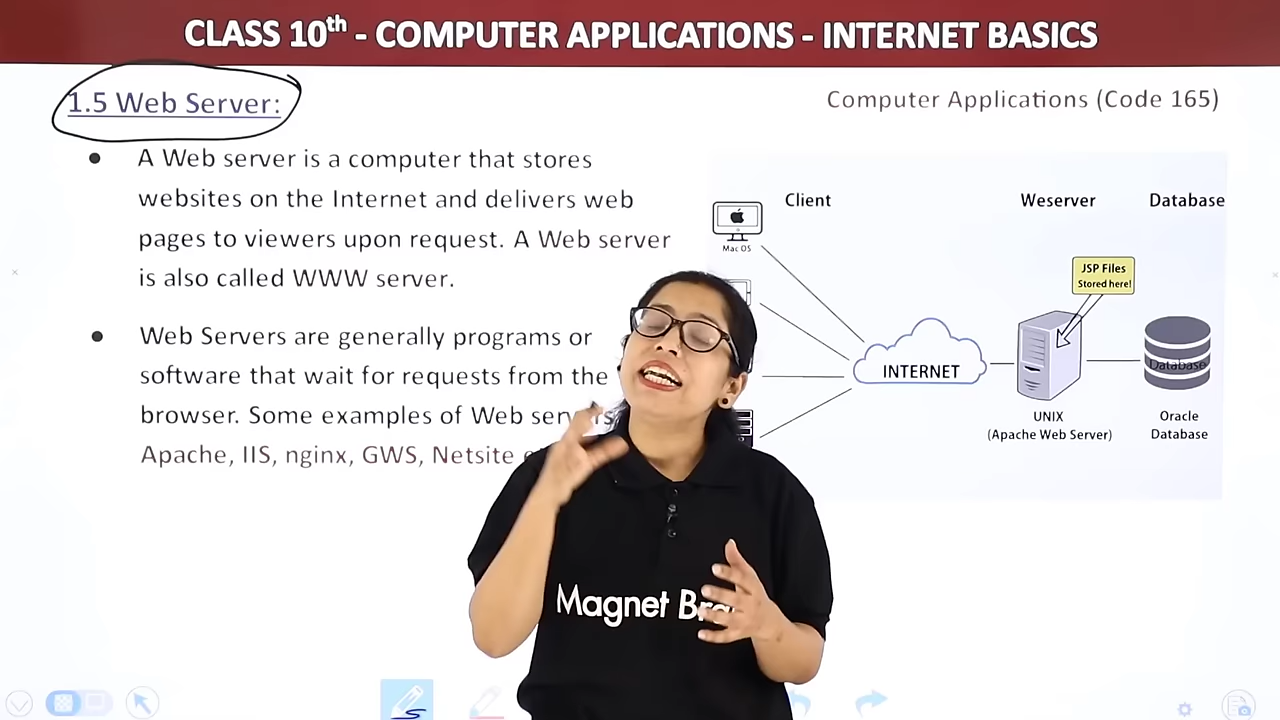 CLASS 10th - COMPUTER APPLICATIONS - INTERNET BASICS
1.5 Web Server:
Computer Applications (Code 165)
● A Web server is a computer that stores
websites on the Internet and delivers web
pages to viewers upon request. A Web server
is also called WWW server.
● Web Servers are generally programs or
software that wait for requests from the
browser. Some examples of Web servers
Apache, IIS, nginx, GWS, Netsite
Client
Weserver
Database
Mac OS
JSP Files
Stored here!
INTERNET
Database
UNIX
(Apache Web Server)
Oracle
Database
Magnet